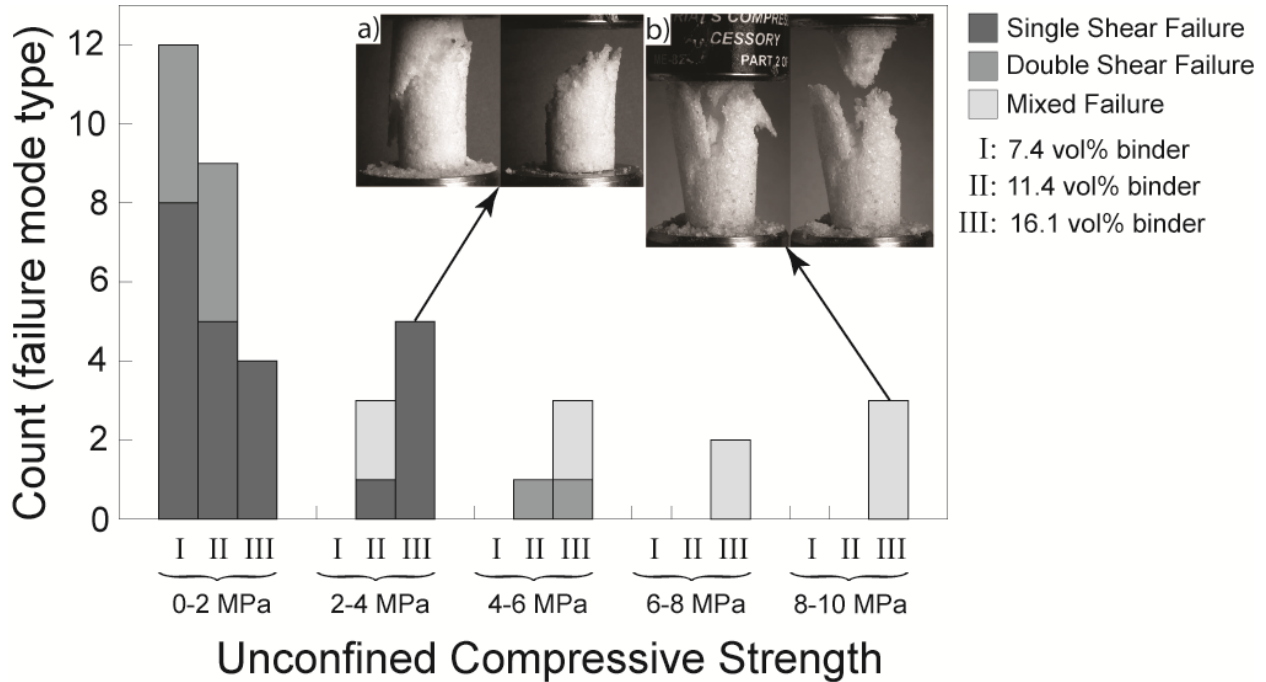 Count (failure mode type)
12
10
8
6
4
2
0
a)
b)
S COMPRES
CESSORY
PART 2 OF
Single Shear Failure
Double Shear Failure
Mixed Failure
I: 7.4 vol% binder
II: 11.4 vol% binder
III: 16.1 vol% binder
I II III I II III I II III I II III I II III
0-2 MPa 2-4 MPa 4-6 MPa 6-8 MPa 8-10 MPa
Unconfined Compressive Strength